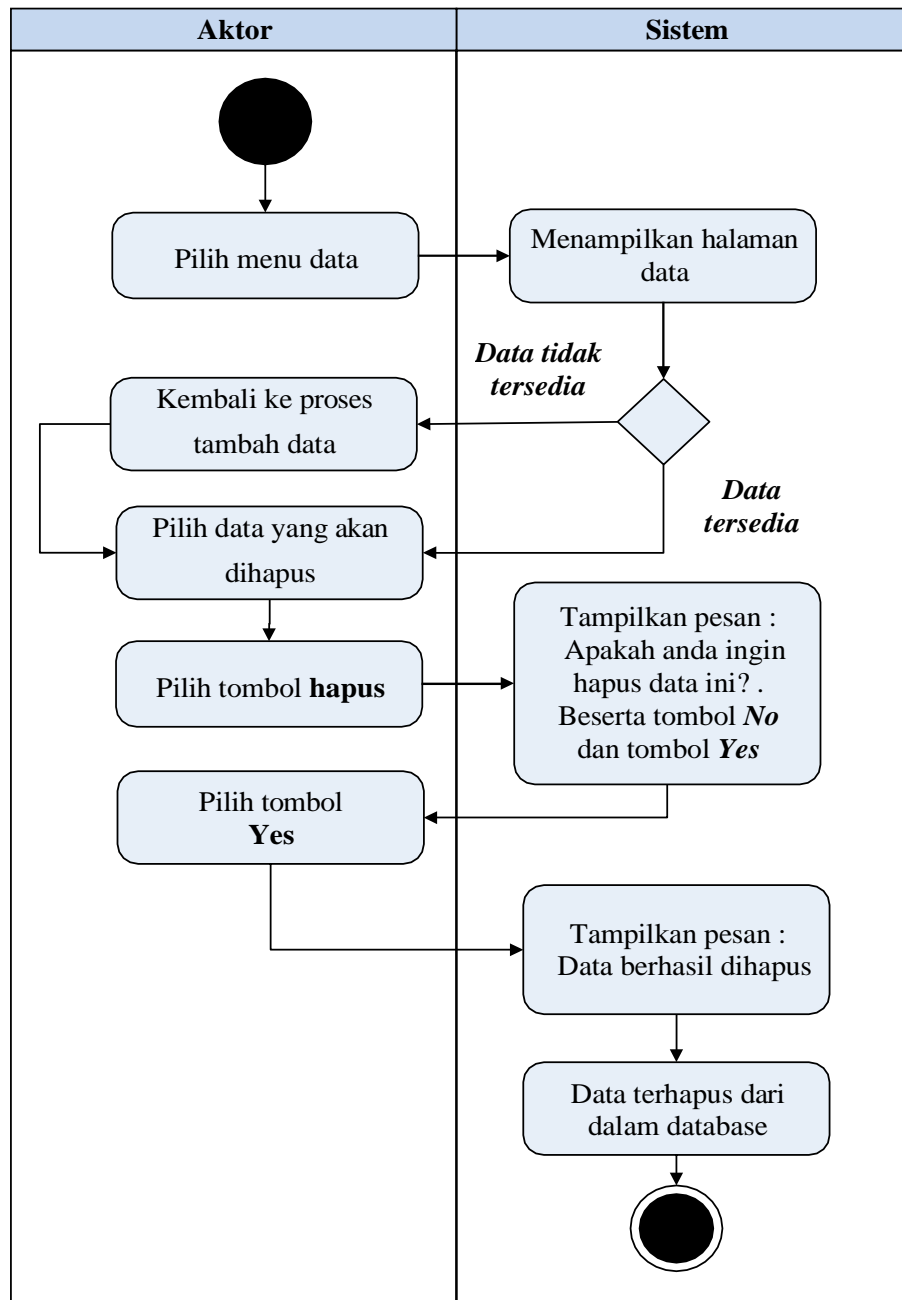 Aktor
Sistem
Pilih menu data
Menampilkan halaman
data
Data tidak
tersedia
Kembali ke proses
tambah data
Data
tersedia
Pilih data yang akan
dihapus
Pilih tombol hapus
Tampilkan pesan :
Apakah anda ingin
hapus data ini? .
Beserta tombol No
dan tombol Yes
Pilih tombol
Yes
Tampilkan pesan :
Data berhasil dihapus
Data terhapus dari
dalam database